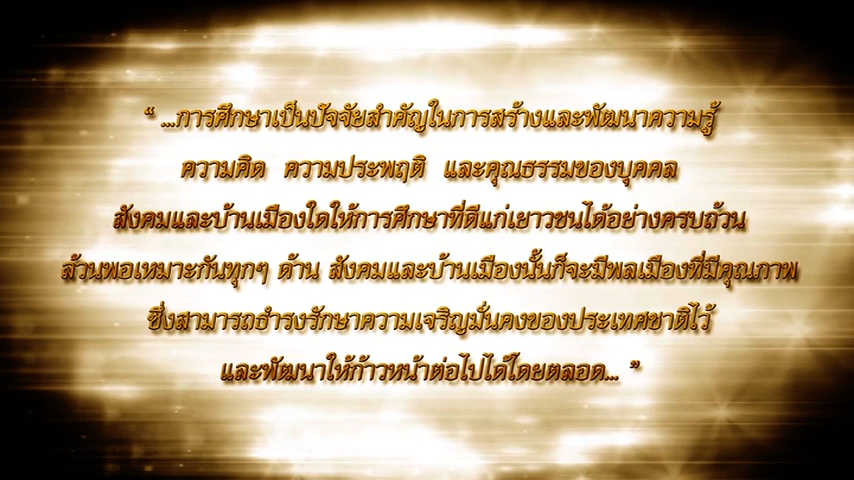 “ ...การศึกษาเป็นปัจจัยสำคัญในการสร้างและพัฒนาความรู้
ความคิด ความประพฤติ และคุณธรรมของบุคคล
สังคมและบ้านเมืองใดให้การศึกษาที่ดีแก่เยาวชนได้อย่างครบถ้วน
ล้วนพอเหมาะกันทุกๆ ด้าน สังคมและบ้านเมืองนั้นก็จะมีพลเมืองที่มีคุณภาพ
ซึ่งสามารถธำรงรักษาความเจริญมั่นคงของประเทศชาติไว้
และพัฒนาให้ก้าวหน้าต่อไปได้โดยตลอด... ”